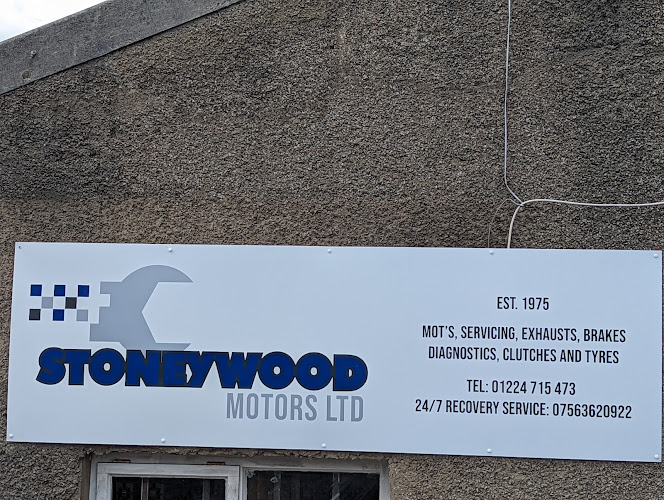 STONEYWOOD
MOTORS LTD
EST. 1975
MOT'S, SERVICING, EXHAUSTS, BRAKES
DIAGNOSTICS, CLUTCHES AND TYRES
TEL: 01224 715 473
24/7 RECOVERY SERVICE: 07563620922